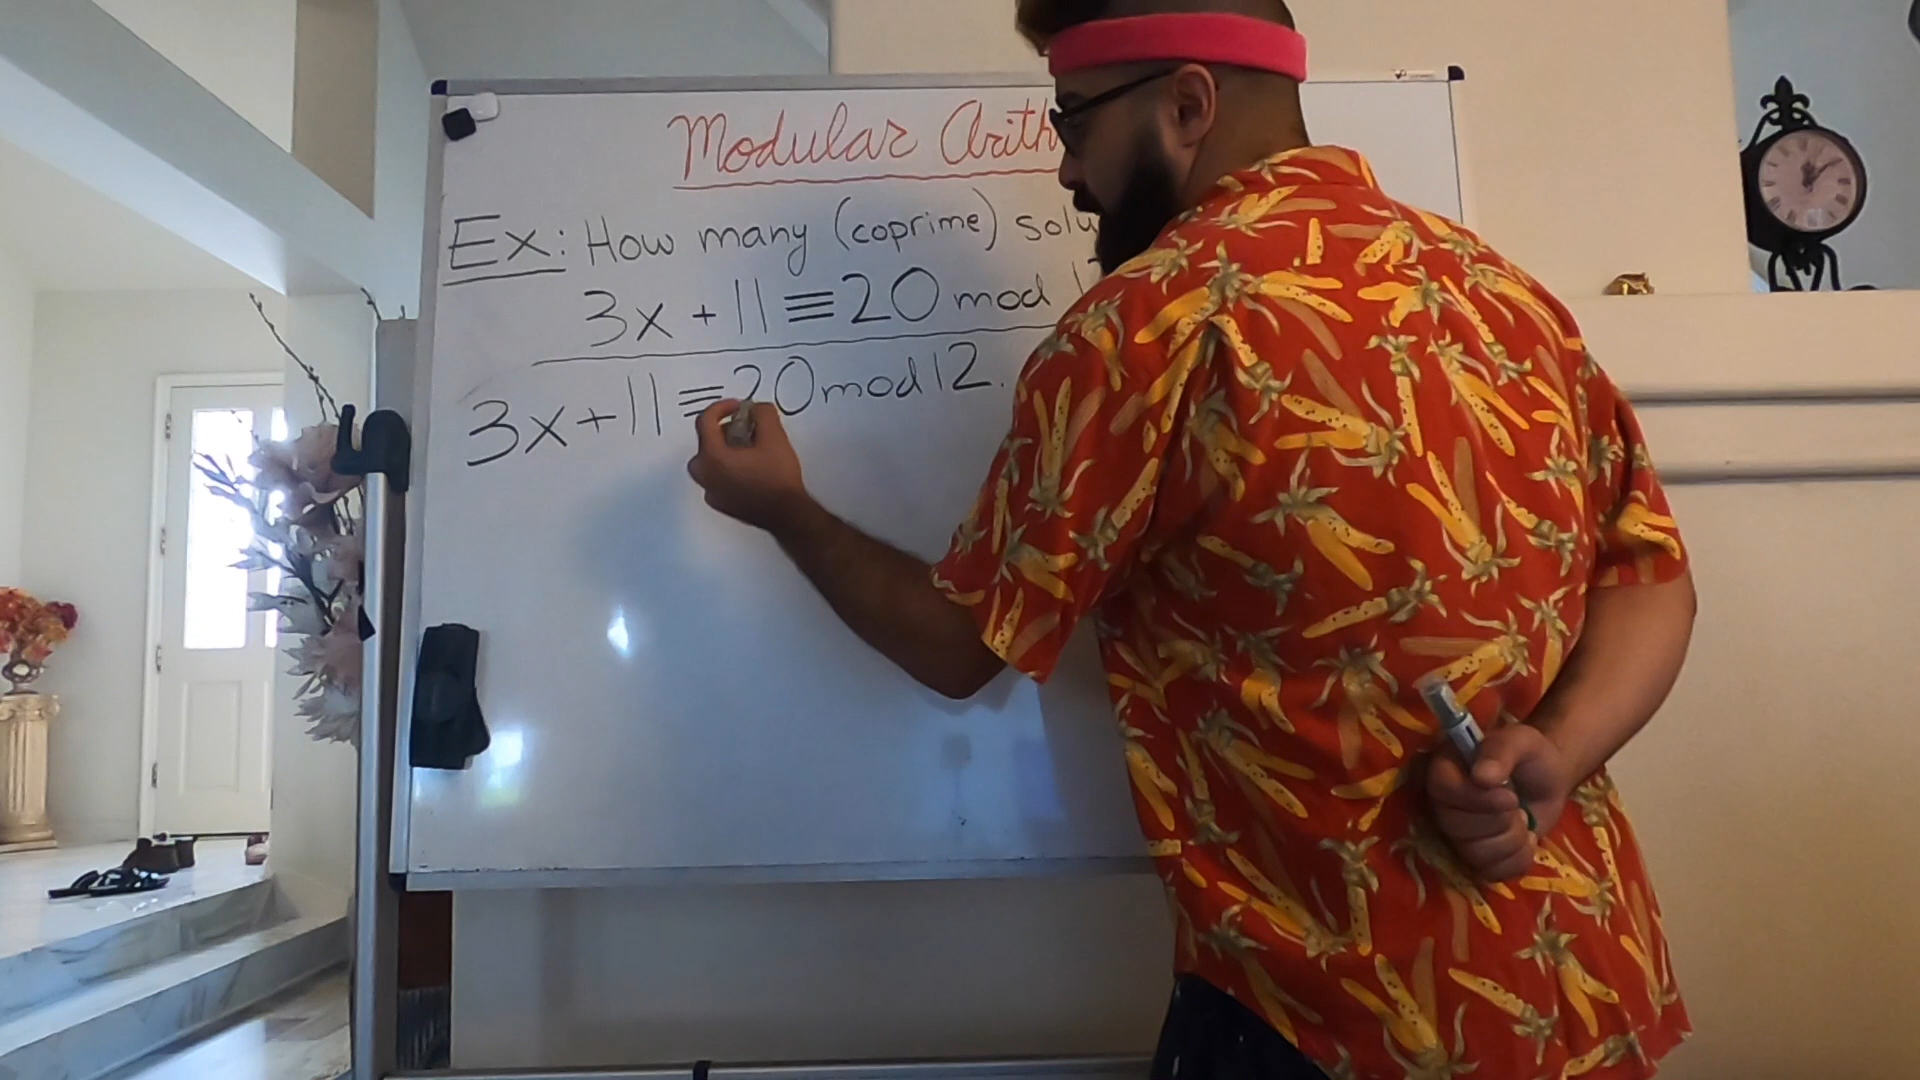 Modular Arith
Ex: How many (coprime) solu
3x + 11 ≡ 20 mod 1
3x + 11 ≡ 20 mod 12.